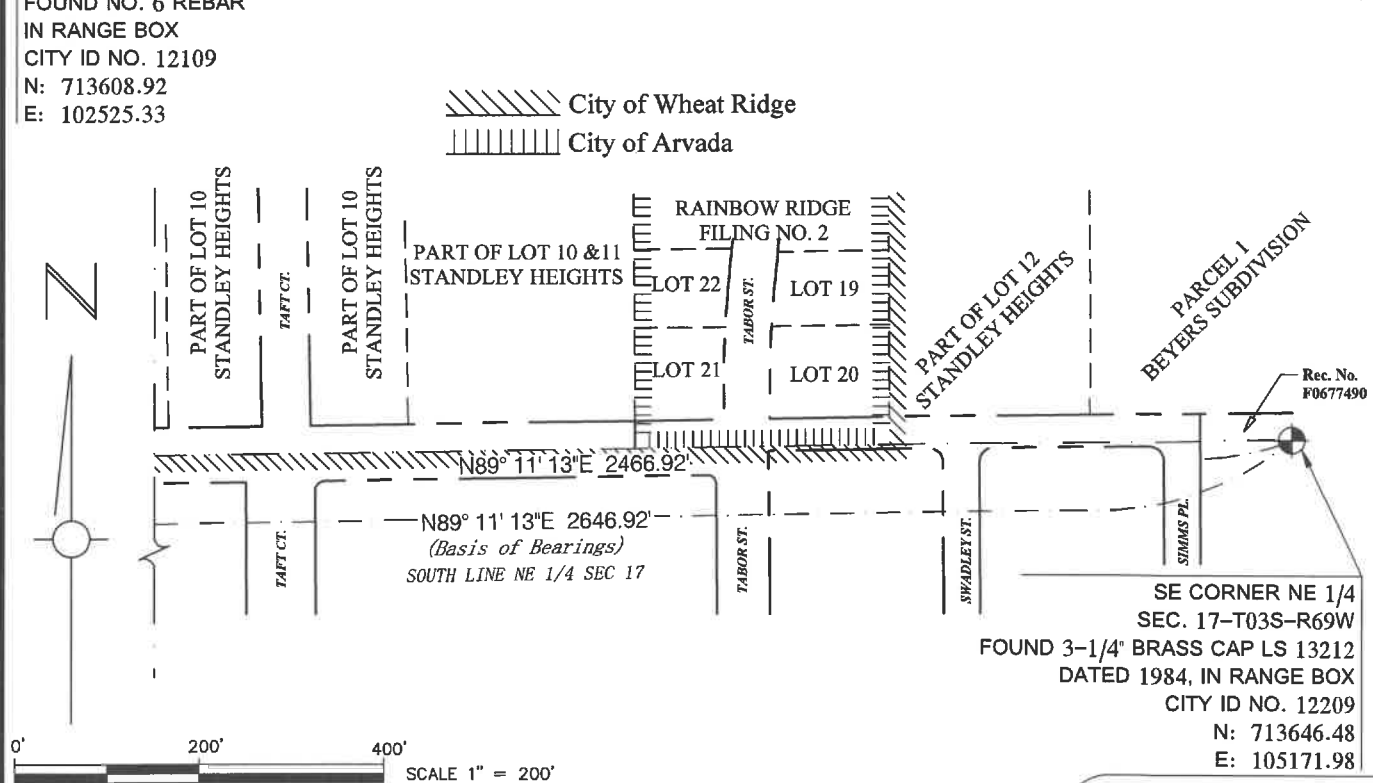 FOUND NO. 6 REBAR
IN RANGE BOX
CITY ID NO. 12109
N: 713608.92
E: 102525.33
City of Wheat Ridge
City of Arvada
N
PART OF LOT 10
STANDLEY HEIGHTS
TAFT CT.
PART OF LOT 10
STANDLEY HEIGHTS
PART OF LOT 10 &11
STANDLEY HEIGHTS
RAINBOW RIDGE
FILING NO. 2
LOT 22
TABOR ST.
LOT 19
LOT 21
LOT 20
PART OF LOT 12
STANDLEY HEIGHTS
PARCEL 1
BEYERS SUBDIVISION
Rec. No.
F0677490
N89° 11' 13"E 2466.92'
N89° 11' 13"E 2646.92'
(Basis of Bearings)
SOUTH LINE NE 1/4 SEC 17
TAFT CT.
TABOR ST.
SWADLEY ST.
SIMMS PL.
SE CORNER NE 1/4
SEC. 17-T03S-R69W
FOUND 3-1/4" BRASS CAP LS 13212
DATED 1984, IN RANGE BOX
CITY ID NO. 12209
N: 713646.48
E: 105171.98
0' 200' 400'
SCALE 1" = 200'